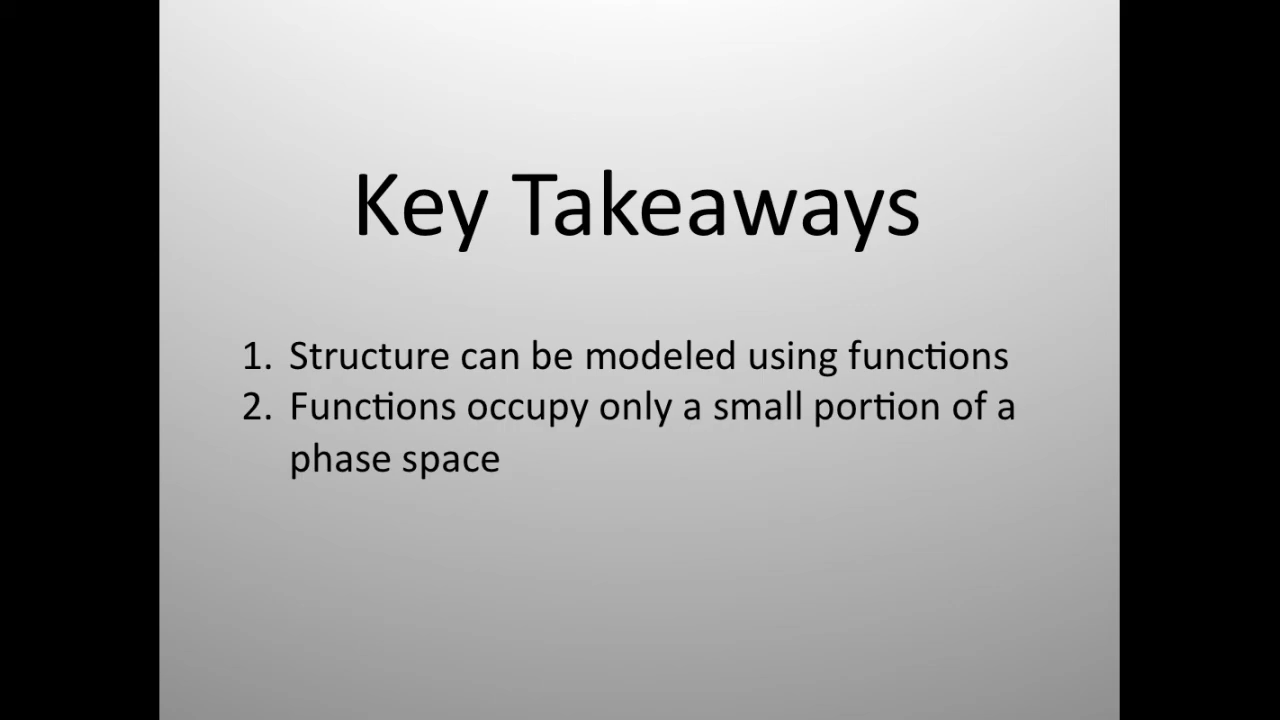 Key Takeaways
1. Structure can be modeled using functions
2. Functions occupy only a small portion of a
phase space